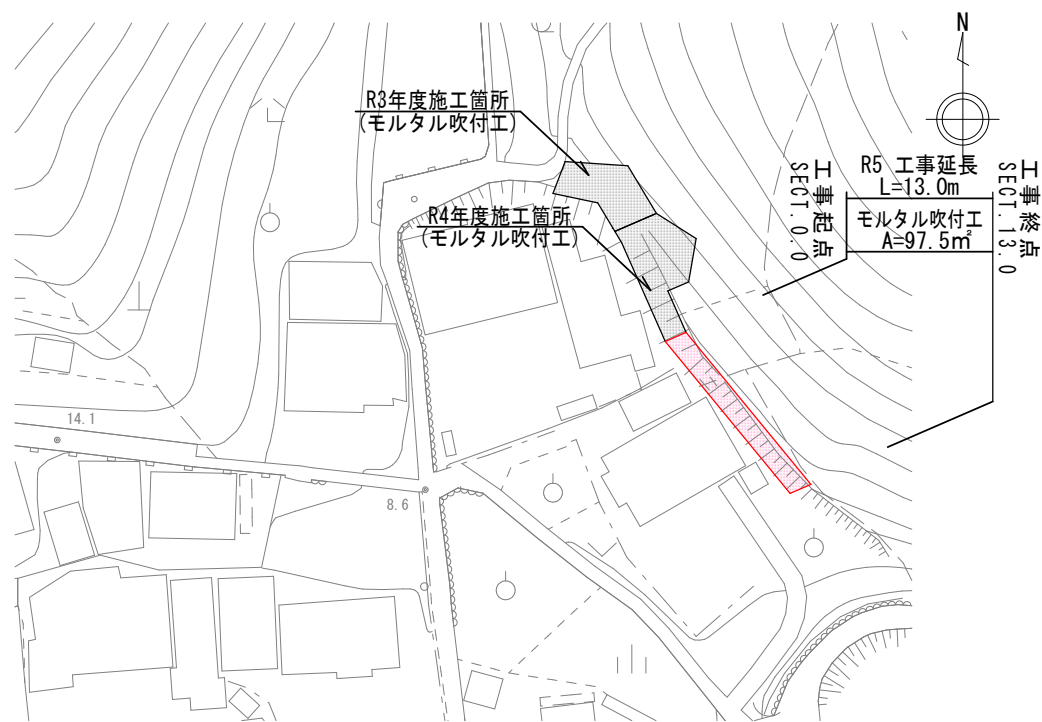 N
R3年度施工箇所
(モルタル吹付工)
R4年度施工箇所
(モルタル吹付工)
工事起点
SECT. 0.0
R5 工事延長
L=13.0m
モルタル吹付工
A=97.5㎡
工事終点
SECT. 13.0
14.1
8.6